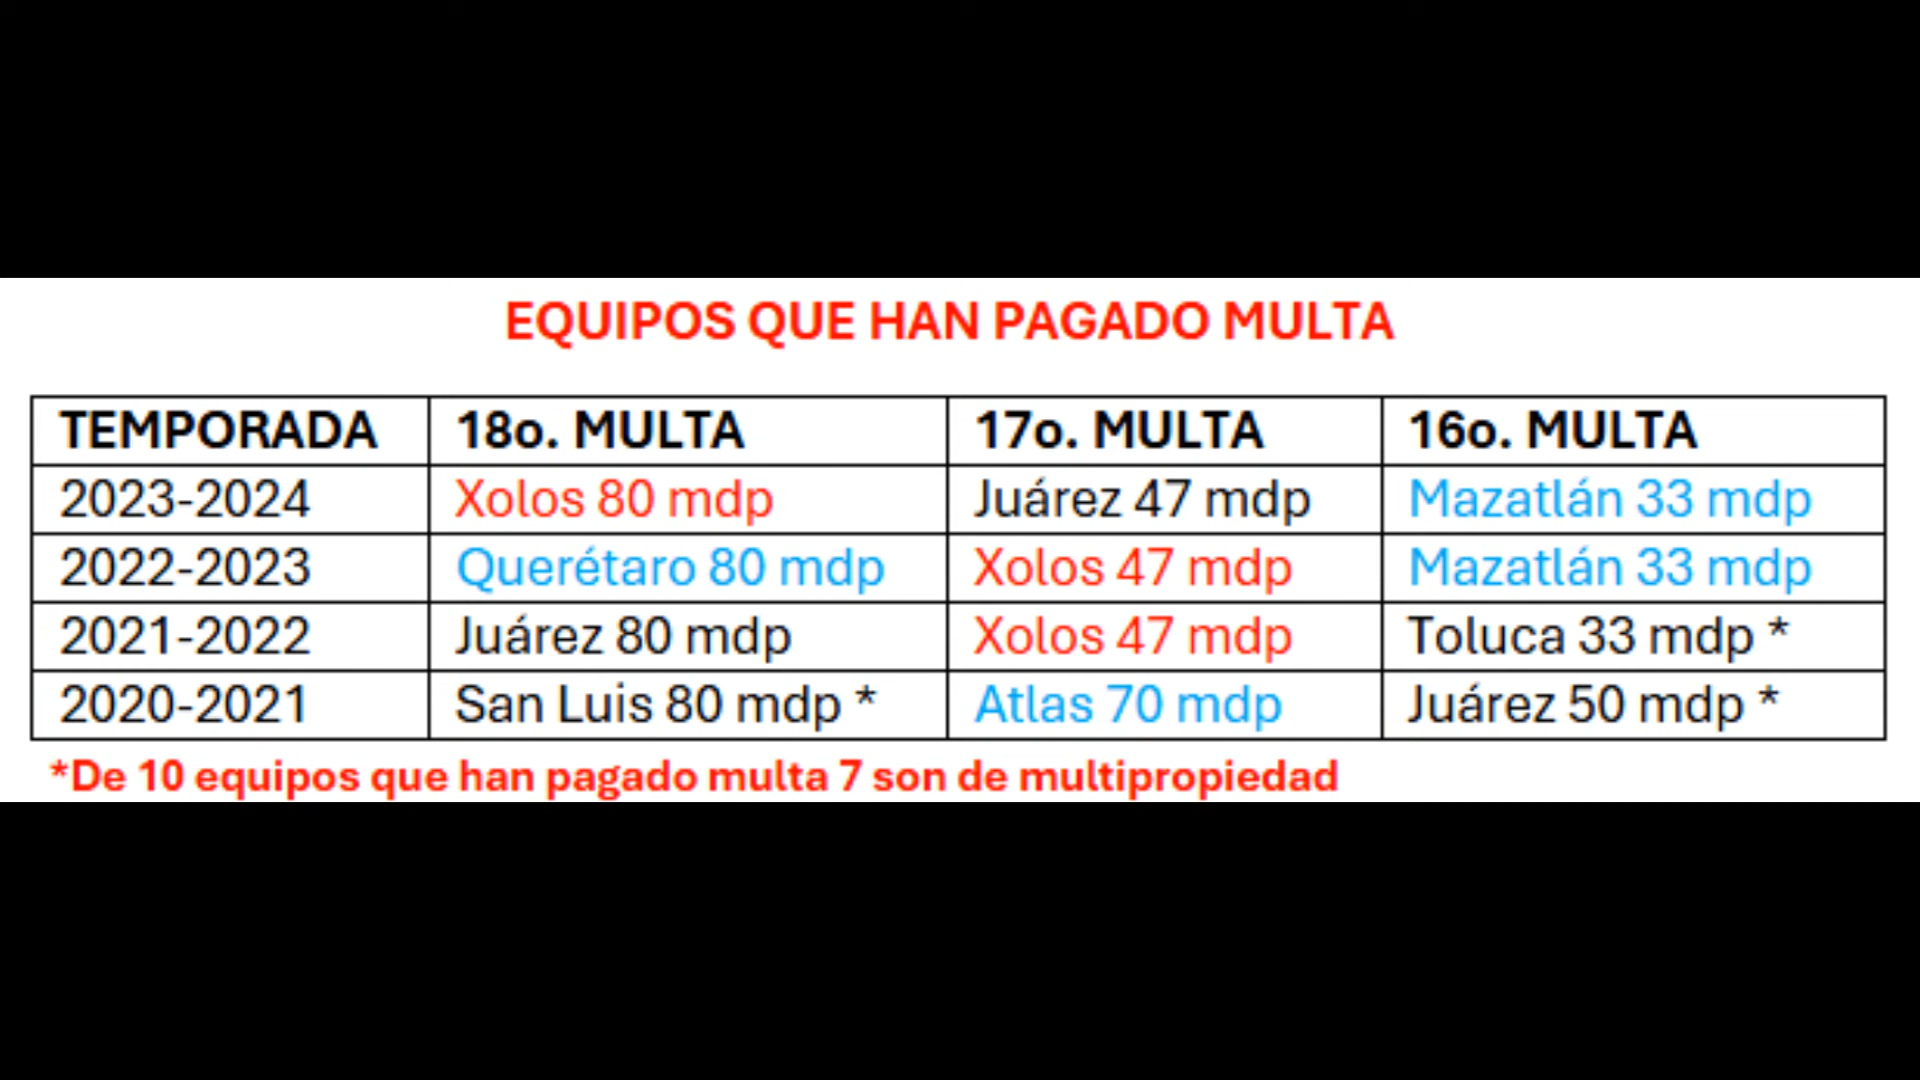 EQUIPOS QUE HAN PAGADO MULTA
TEMPORADA 18o. MULTA 17o. MULTA 16o. MULTA
2023-2024 Xolos 80 mdp Juárez 47 mdp Mazatlán 33 mdp
2022-2023 Querétaro 80 mdp Xolos 47 mdp Mazatlán 33 mdp
2021-2022 Juárez 80 mdp Xolos 47 mdp Toluca 33 mdp *
2020-2021 San Luis 80 mdp * Atlas 70 mdp Juárez 50 mdp *
*De 10 equipos que han pagado multa 7 son de multipropiedad